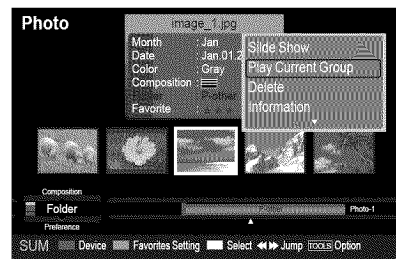 Photo
image_1.jpg
Month : Jan
Date : Jan.01.2
Color : Gray
Composition :
Favorite :
Silde Show
Play Current Group
Delete
Information
Composition
Folder
Photo-1
Preference
SUM Device Favorites Setting Select Jump TOOLS Option